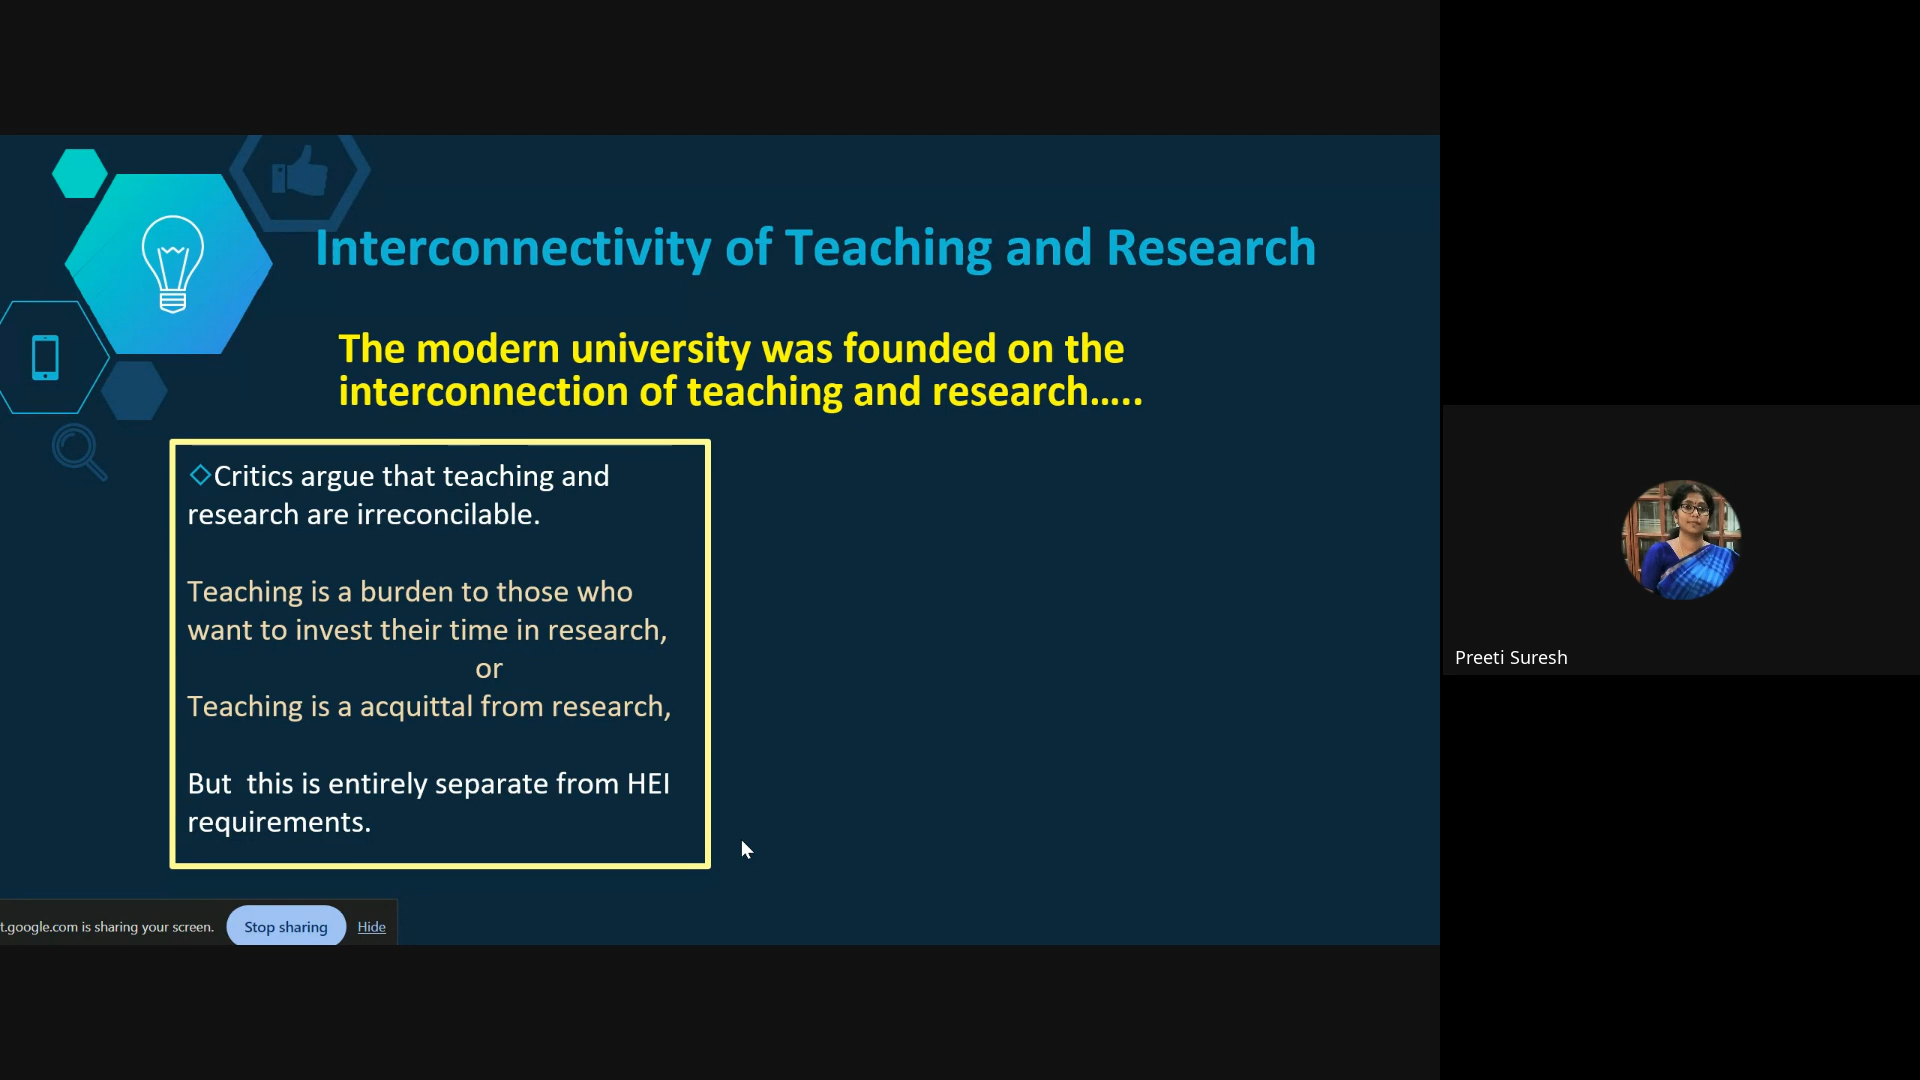 Interconnectivity of Teaching and Research
The modern university was founded on the
interconnection of teaching and research.....
Critics argue that teaching and
research are irreconcilable.
Teaching is a burden to those who
want to invest their time in research,
or
Teaching is a acquittal from research,
But  this is entirely separate from HEI
requirements.
t.google.com is sharing your screen.
Stop sharing
Hide
Preeti Suresh